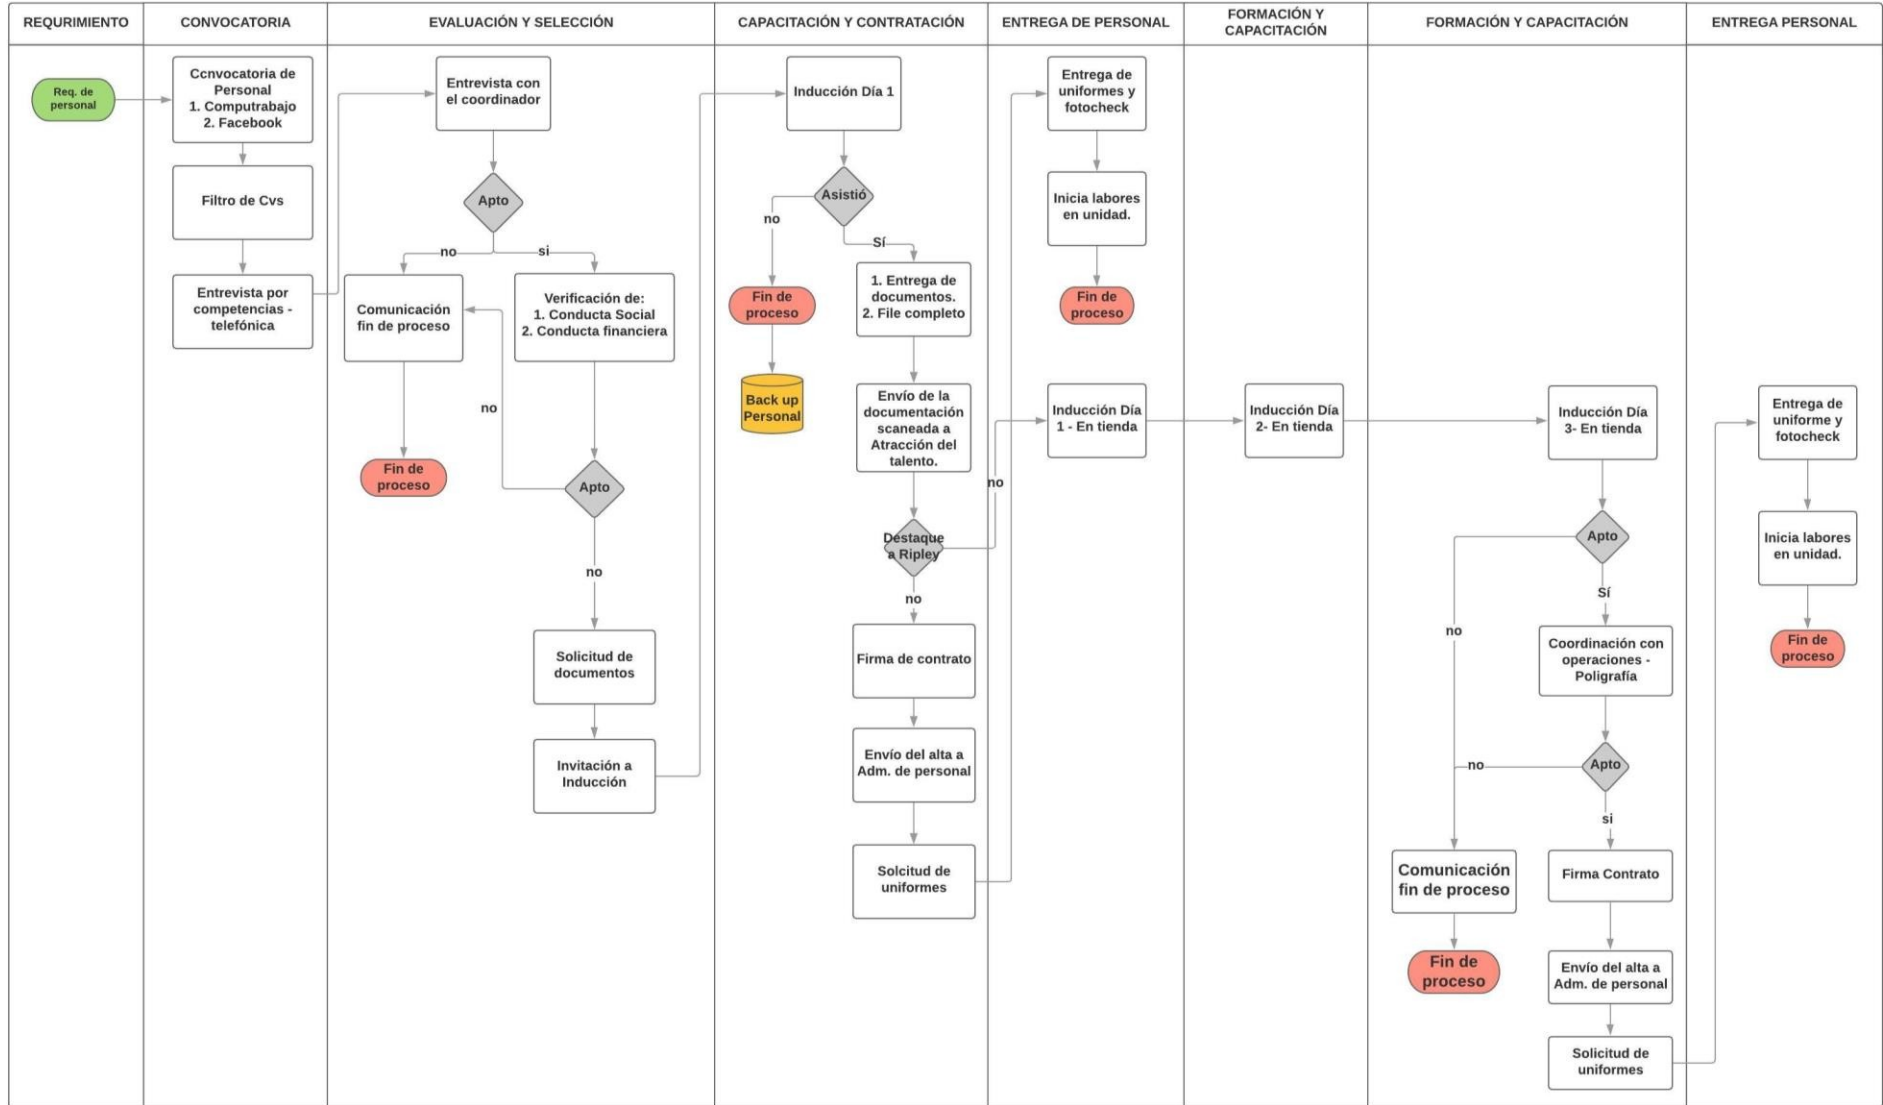 REQURIMIENTO
CONVOCATORIA
EVALUACIÓN Y SELECCIÓN
CAPACITACIÓN Y CONTRATACIÓN
ENTREGA DE PERSONAL
FORMACIÓN Y
CAPACITACIÓN
FORMACIÓN Y CAPACITACIÓN
ENTREGA PERSONAL
Req. de
personal
Ccnvocatoria de
Personal
1. Computrabajo
2. Facebook
Filtro de Cvs
Entrevista por
competencias -
telefónica
Entrevista con
el coordinador
Apto
no
si
Comunicación
fin de proceso
Verificación de:
1. Conducta Social
2. Conducta financiera
no
Fin de
proceso
Apto
no
Solicitud de
documentos
Invitación a
Inducción
Inducción Día 1
Asistió
no
Sí
Fin de
proceso
Back up
Personal
1. Entrega de
documentos.
2. File completo
Envío de la
documentación
scaneada a
Atracción del
talento.
Destaque
a Ripley
no
no
Firma de contrato
Envío del alta a
Adm. de personal
Solcitud de
uniformes
Entrega de
uniformes y
fotocheck
Inicia labores
en unidad.
Fin de
proceso
Inducción Día
1 - En tienda
Inducción Día
2- En tienda
Inducción Día
3- En tienda
Apto
no
Sí
Coordinación con
operaciones -
Poligrafía
Apto
no
si
Comunicación
fin de proceso
Fin de
proceso
Firma Contrato
Envío del alta a
Adm. de personal
Solicitud de
uniformes
Entrega de
uniforme y
fotocheck
Inicia labores
en unidad.
Fin de
proceso